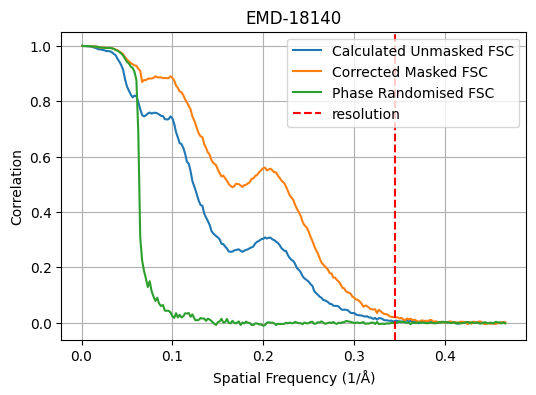 EMD-18140
Calculated Unmasked FSC
Corrected Masked FSC
Phase Randomised FSC
resolution
Correlation
1.0
0.8
0.6
0.4
0.2
0.0
0.0 0.1 0.2 0.3 0.4
Spatial Frequency (1/Å)